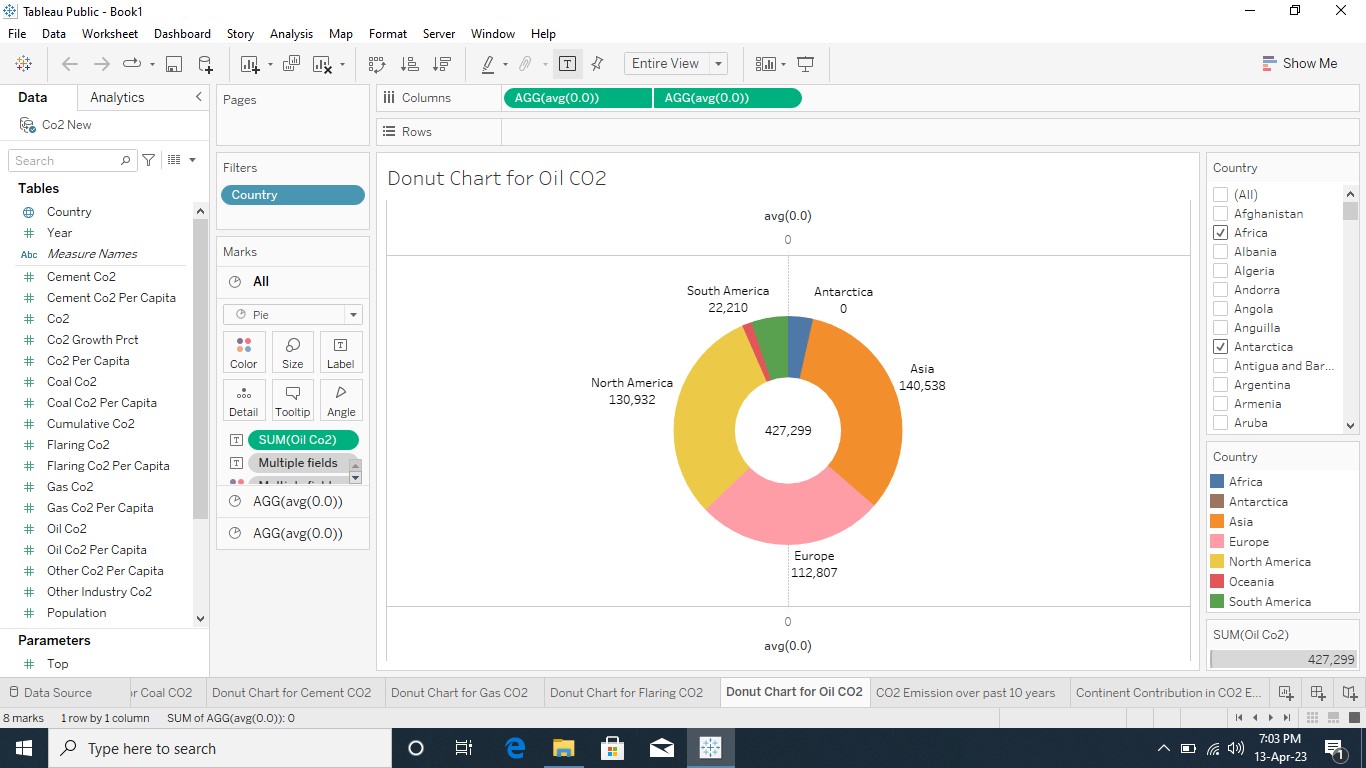 Tableau Public - Book1
File Data Worksheet Dashboard Story Analysis Map Format Server Window Help
Entire View
Show Me
Data Analytics
Co2 New
Search
Tables
Country
Year
Abc Measure Names
Cement Co2
Cement Co2 Per Capita
Co2
Co2 Growth Prct
Co2 Per Capita
Coal Co2
Coal Co2 Per Capita
Cumulative Co2
Flaring Co2
Flaring Co2 Per Capita
Gas Co2
Gas Co2 Per Capita
Oil Co2
Oil Co2 Per Capita
Other Co2 Per Capita
Other Industry Co2
Population
Parameters
Top
Pages
Filters
Country
Marks
All
Pie
Color Size Label
Detail Tooltip Angle
SUM(Oil Co2)
Multiple fields
AGG(avg(0.0))
AGG(avg(0.0))
Columns AGG(avg(0.0)) AGG(avg(0.0))
Rows
Donut Chart for Oil CO2
avg(0.0)
0
South America
22,210
Antarctica
0
Asia
140,538
North America
130,932
427,299
Europe
112,807
0
avg(0.0)
Country
(All)
Afghanistan
Africa
Albania
Algeria
Andorra
Angola
Anguilla
Antarctica
Antigua and Bar...
Argentina
Armenia
Aruba
Country
Africa
Antarctica
Asia
Europe
North America
Oceania
South America
SUM(Oil Co2)
427,299
Data Source or Coal CO2 Donut Chart for Cement CO2 Donut Chart for Gas CO2 Donut Chart for Flaring CO2 Donut Chart for Oil CO2 CO2 Emission over past 10 years Continent Contribution in CO2 E...
8 marks 1 row by 1 column SUM of AGG(avg(0.0)): 0
Type here to search
7:03 PM
13-Apr-23
1